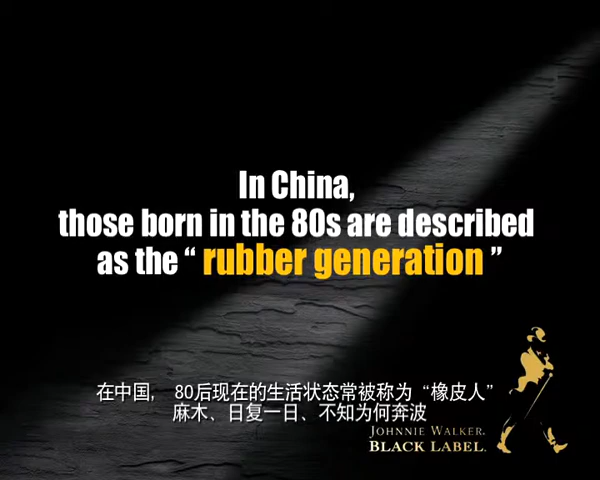 In China,
those born in the 80s are described
as the “ rubber generation ”
在中国， 80后现在的生活状态常被称为“橡皮人”
麻木、日复一日、不知为何奔波
JOHNNIE WALKER.
BLACK LABEL.